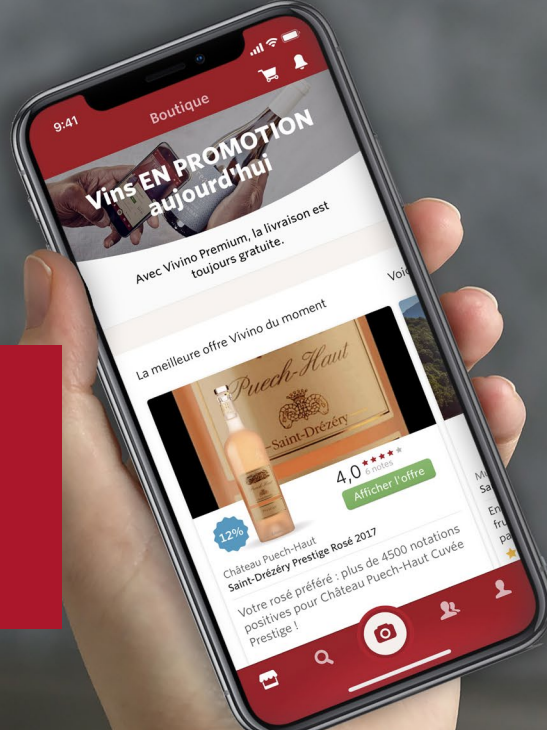 9:41
Boutique
Vins EN PROMOTION
aujourd'hui
Avec Vivino Premium, la livraison est
toujours gratuite.
La meilleure offre Vivino du moment
Puech-Haut
Saint-Drézéry
4,0
6 notes
Afficher l'offre
12%
Château Puech-Haut
Saint-Drézéry Prestige Rosé 2017
Votre rosé préféré : plus de 4500 notations
positives pour Château Puech-Haut Cuvée
Prestige !